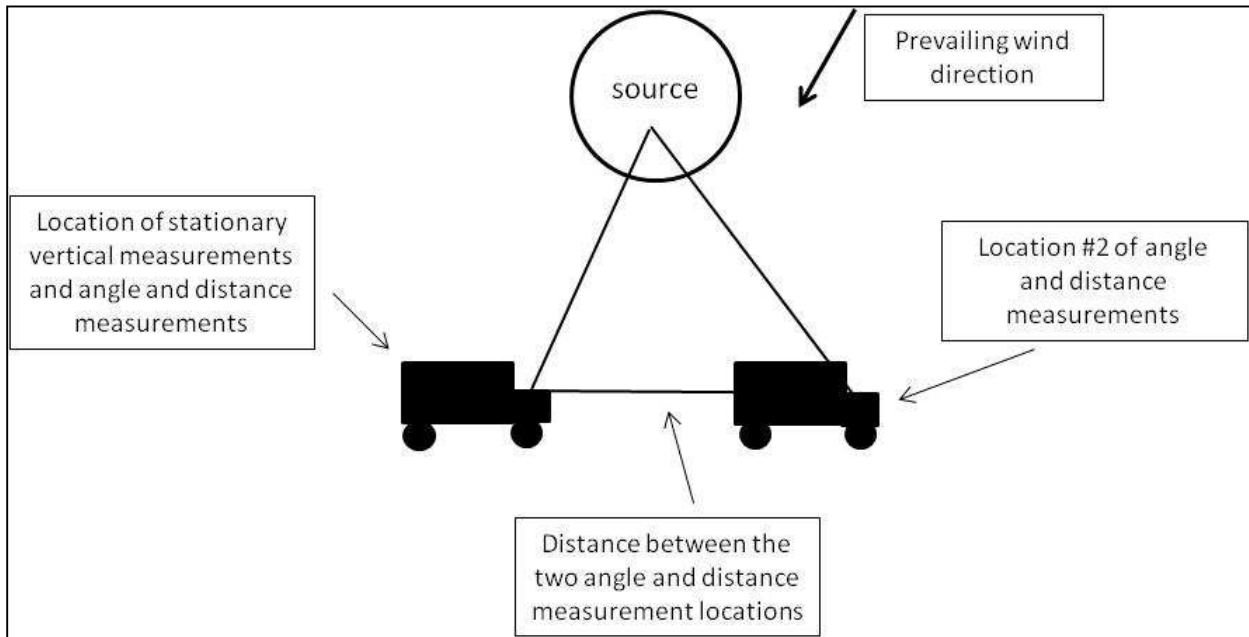 source
Prevailing wind
direction
Location of stationary
vertical measurements
and angle and distance
measurements
Location #2 of angle
and distance
measurements
Distance between the
two angle and distance
measurement locations